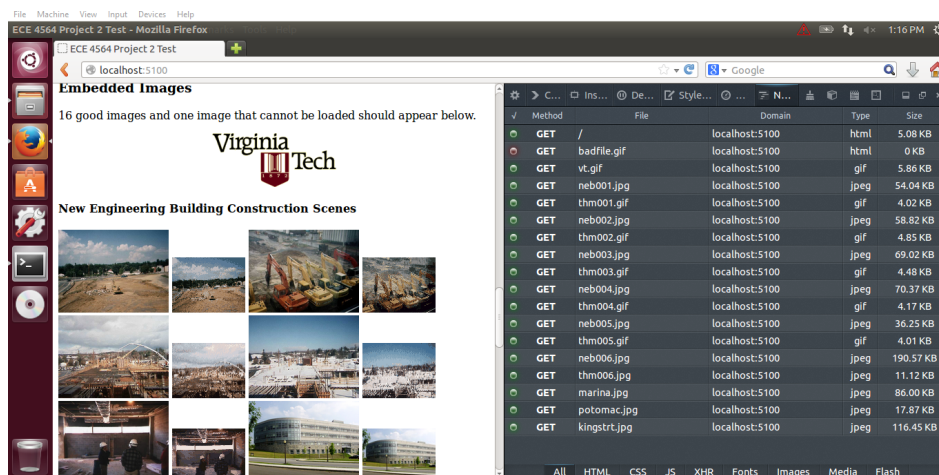 File Machine View Input Devices Help
ECE 4564 Project 2 Test - Mozilla Firefox
1:16 PM
ECE 4564 Project 2 Test
localhost:5100
Google
C... Ins... De... Style... ... N...
Embedded Images
16 good images and one image that cannot be loaded should appear below.
Virginia
Tech
1872
New Engineering Building Construction Scenes
√ Method File Domain Type Size
GET / localhost:5100 html 5.08 KB
GET badfile.gif localhost:5100 html 0 KB
GET vt.gif localhost:5100 gif 5.86 KB
GET neb001.jpg localhost:5100 jpeg 54.04 KB
GET thm001.gif localhost:5100 gif 4.02 KB
GET neb002.jpg localhost:5100 jpeg 58.82 KB
GET thm002.gif localhost:5100 gif 4.85 KB
GET neb003.jpg localhost:5100 jpeg 69.02 KB
GET thm003.gif localhost:5100 gif 4.48 KB
GET neb004.jpg localhost:5100 jpeg 70.37 KB
GET thm004.gif localhost:5100 gif 4.17 KB
GET neb005.jpg localhost:5100 jpeg 36.25 KB
GET thm005.gif localhost:5100 gif 4.01 KB
GET neb006.jpg localhost:5100 jpeg 190.57 KB
GET thm006.jpg localhost:5100 jpeg 11.12 KB
GET marina.jpg localhost:5100 jpeg 86.00 KB
GET potomac.jpg localhost:5100 jpeg 17.87 KB
GET kingstrt.jpg localhost:5100 jpeg 116.45 KB
All HTML CSS JS XHR Fonts Images Media Flash